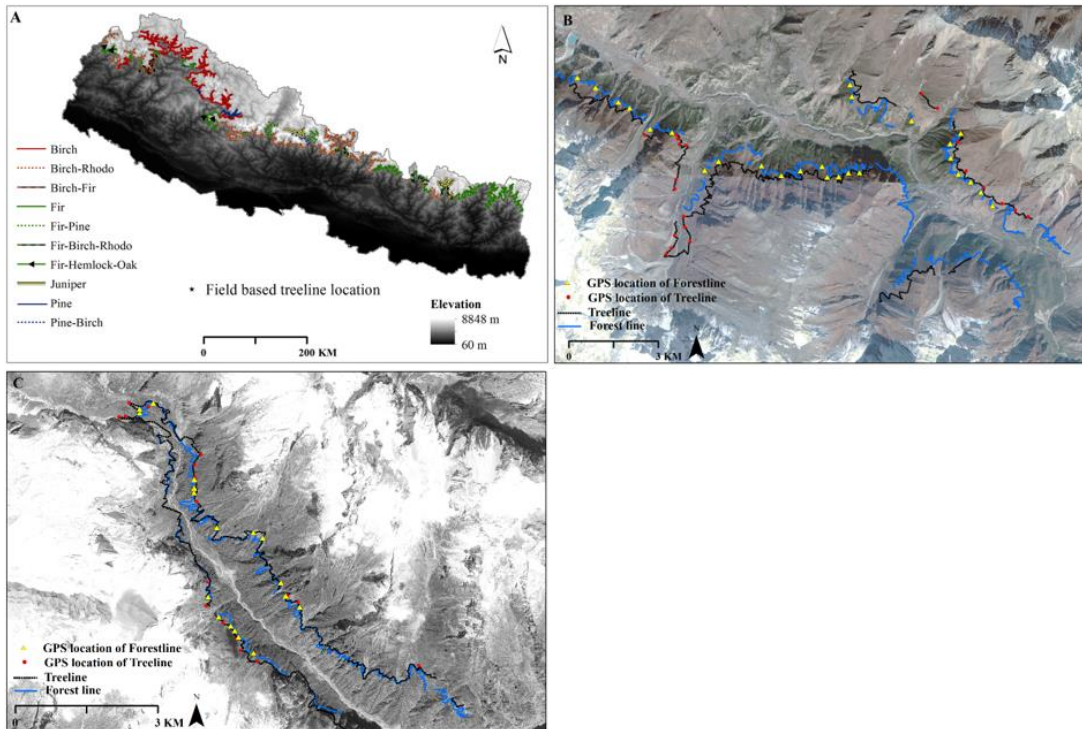 A
N
Birch
Birch-Rhodo
Birch-Fir
Fir
Fir-Pine
Fir-Birch-Rhodo
Fir-Hemlock-Oak
Juniper
Pine
Pine-Birch
* Field based treeline location
Elevation
8848 m
60 m
0 200 KM
B
GPS location of Forestline
GPS location of Treeline
Treeline
Forest line
N
0 3 KM
C
GPS location of Forestline
GPS location of Treeline
Treeline
Forest line
N
0 3 KM